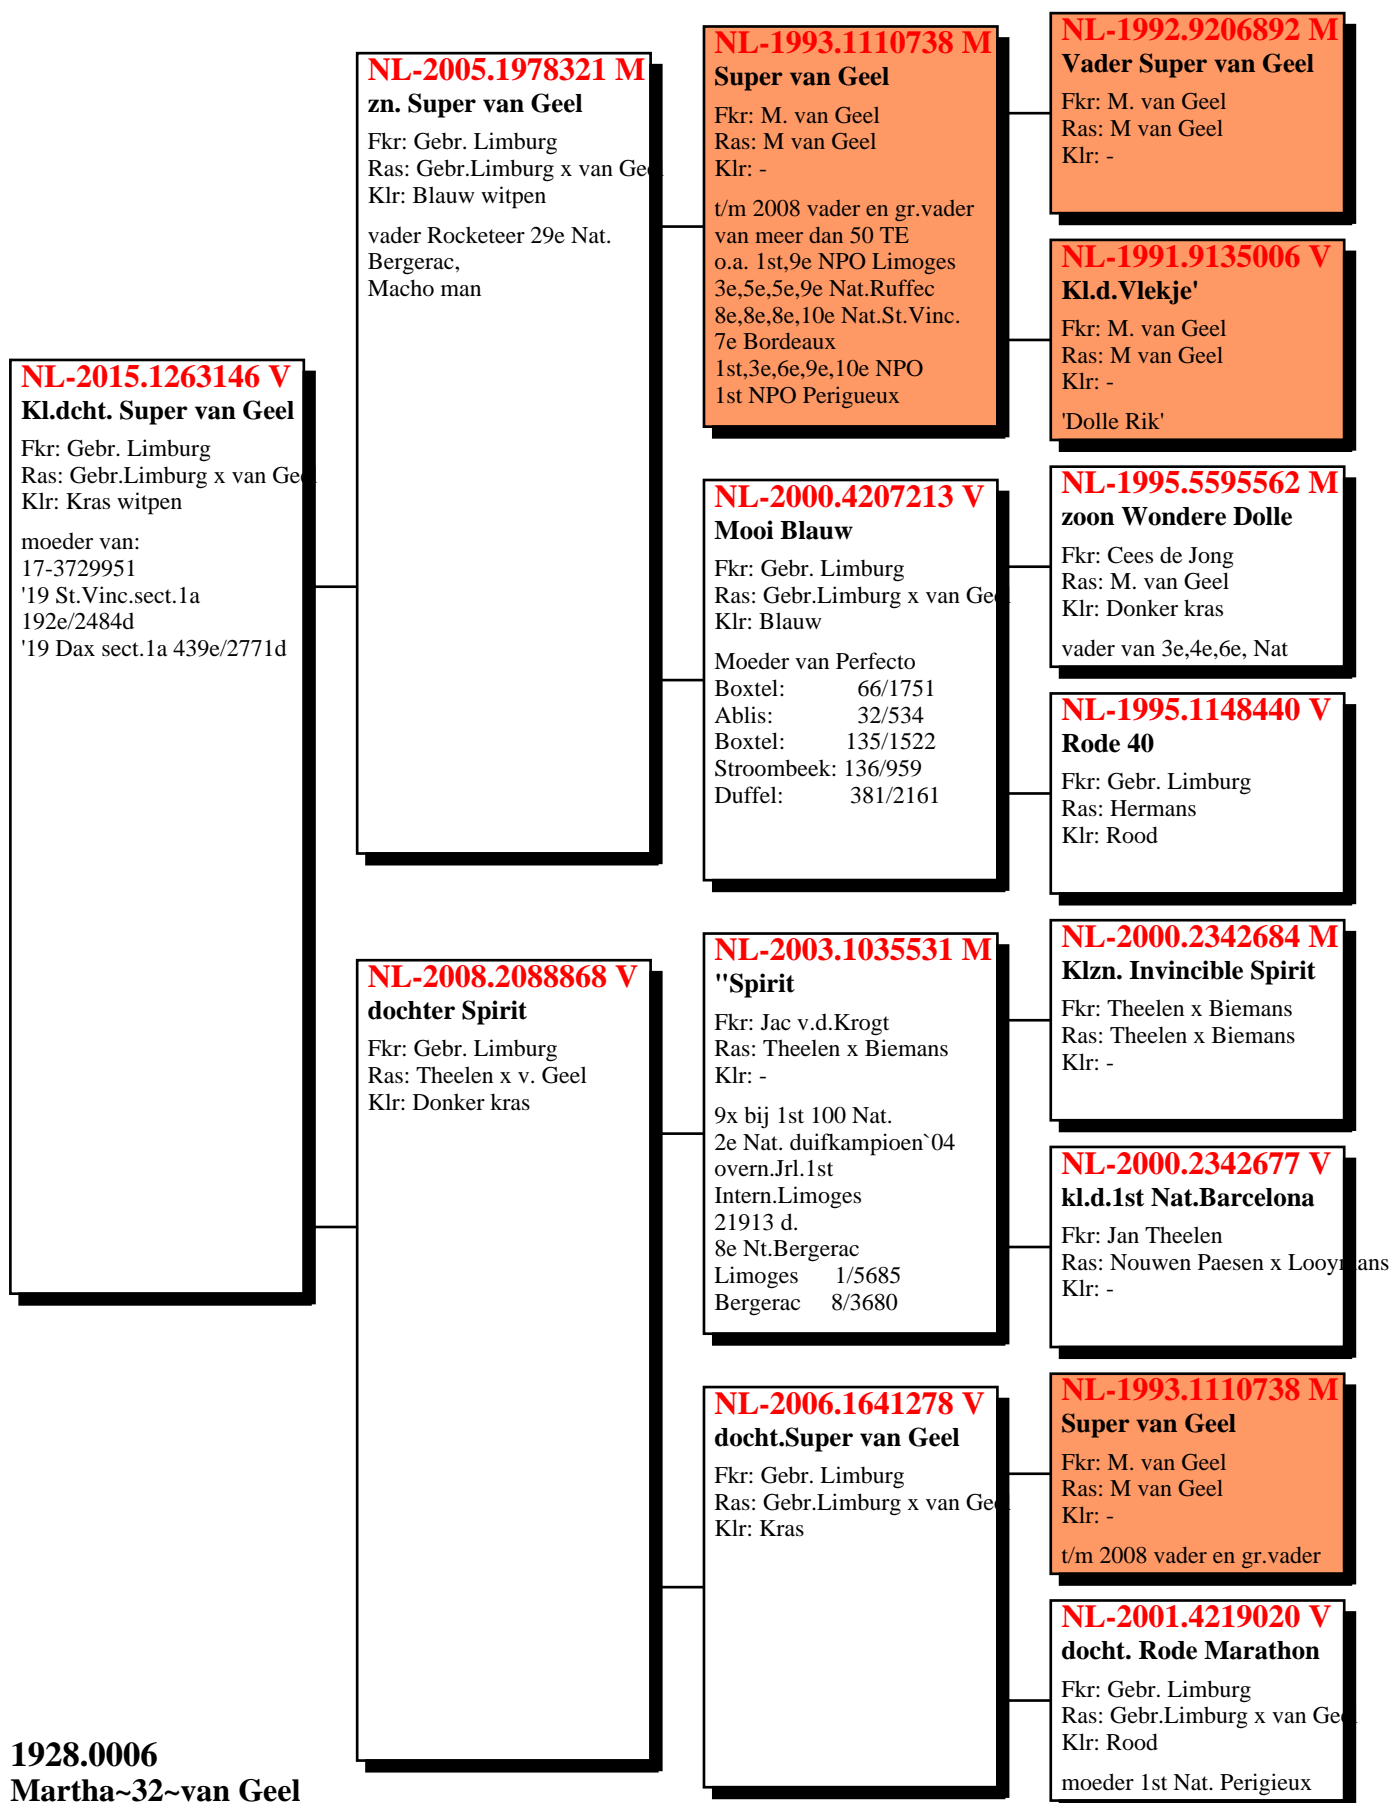 NL-2015.1263146 V
Kl.dcht. Super van Geel
Fkr: Gebr. Limburg
Ras: Gebr.Limburg x van Geel
Klr: Kras witpen
moeder van:
17-3729951
'19 St.Vinc.sect.1a
192e/2484d
'19 Dax sect.1a 439e/2771d
NL-2005.1978321 M
zn. Super van Geel
Fkr: Gebr. Limburg
Ras: Gebr.Limburg x van Geel
Klr: Blauw witpen
vader Rocketeer 29e Nat.
Bergerac,
Macho man
NL-2008.2088868 V
dochter Spirit
Fkr: Gebr. Limburg
Ras: Theelen x v. Geel
Klr: Donker kras
NL-1993.1110738 M
Super van Geel
Fkr: M. van Geel
Ras: M van Geel
Klr: -
t/m 2008 vader en gr.vader
van meer dan 50 TE
o.a. 1st,9e NPO Limoges
3e,5e,5e,9e Nat.Ruffec
8e,8e,8e,10e Nat.St.Vinc.
7e Bordeaux
1st,3e,6e,9e,10e NPO
1st NPO Perigueux
NL-2000.4207213 V
Mooi Blauw
Fkr: Gebr. Limburg
Ras: Gebr.Limburg x van Geel
Klr: Blauw
Moeder van Perfecto
Boxtel: 66/1751
Ablis: 32/534
Boxtel: 135/1522
Stroombeek: 136/959
Duffel: 381/2161
NL-2003.1035531 M
"Spirit
Fkr: Jac v.d.Krogt
Ras: Theelen x Biemans
Klr: -
9x bij 1st 100 Nat.
2e Nat. duifkampioen`04
overn.Jrl.1st
Intern.Limoges
21913 d.
8e Nt.Bergerac
Limoges 1/5685
Bergerac 8/3680
NL-2006.1641278 V
docht.Super van Geel
Fkr: Gebr. Limburg
Ras: Gebr.Limburg x van Geel
Klr: Kras
NL-1992.9206892 M
Vader Super van Geel
Fkr: M. van Geel
Ras: M van Geel
Klr: -
NL-1991.9135006 V
Kl.d.Vlekje'
Fkr: M. van Geel
Ras: M van Geel
Klr: -
'Dolle Rik'
NL-1995.5595562 M
zoon Wondere Dolle
Fkr: Cees de Jong
Ras: M. van Geel
Klr: Donker kras
vader van 3e,4e,6e, Nat
NL-1995.1148440 V
Rode 40
Fkr: Gebr. Limburg
Ras: Hermans
Klr: Rood
NL-2000.2342684 M
Klzn. Invincible Spirit
Fkr: Theelen x Biemans
Ras: Theelen x Biemans
Klr: -
NL-2000.2342677 V
kl.d.1st Nat.Barcelona
Fkr: Jan Theelen
Ras: Nouwen Paesen x Looymans
Klr: -
NL-1993.1110738 M
Super van Geel
Fkr: M. van Geel
Ras: M van Geel
Klr: -
t/m 2008 vader en gr.vader
NL-2001.4219020 V
docht. Rode Marathon
Fkr: Gebr. Limburg
Ras: Gebr.Limburg x van Geel
Klr: Rood
moeder 1st Nat. Perigieux
1928.0006
Martha~32~van Geel